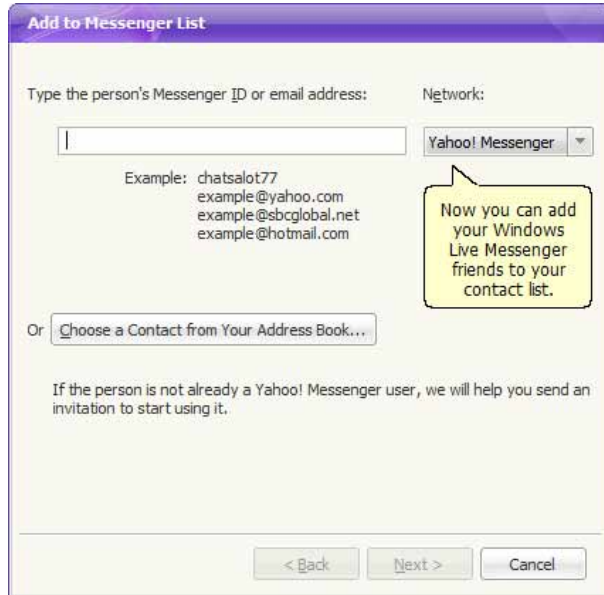 Add to Messenger List
Type the person's Messenger ID or email address:
Network:
Yahoo! Messenger
Example: chatsalot77
example@yahoo.com
example@sbcglobal.net
example@hotmail.com
Now you can add
your Windows
Live Messenger
friends to your
contact list.
Or Choose a Contact from Your Address Book...
If the person is not already a Yahoo! Messenger user, we will help you send an
invitation to start using it.
< Back Next > Cancel